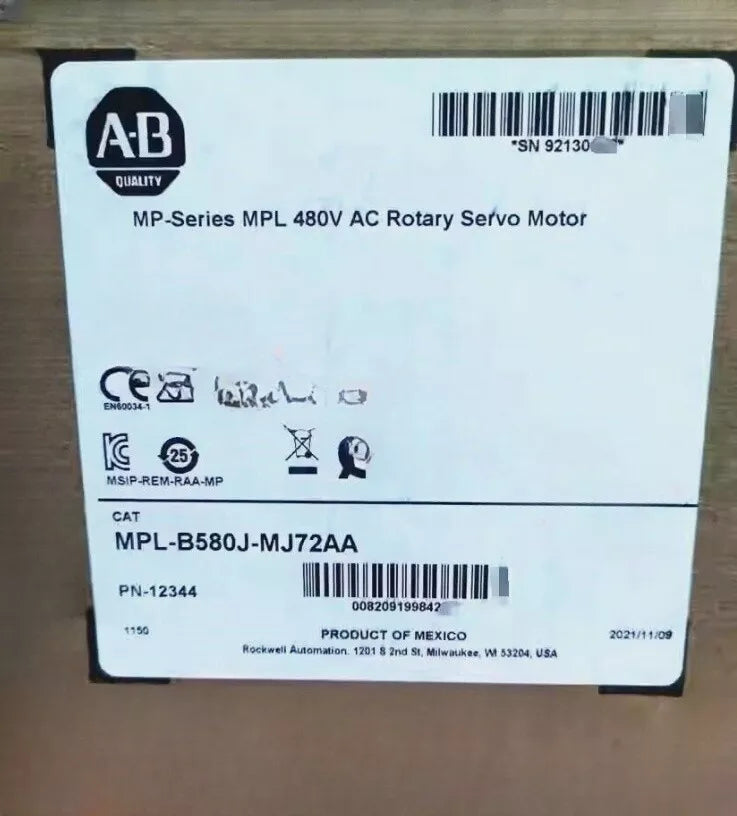 A-B
QUALITY
*SN 92130
MP-Series MPL 480V AC Rotary Servo Motor
CE
EN60034-1
25
MSIP-REM-RAA-MP
CAT
MPL-B580J-MJ72AA
PN-12344
008209199842
1150
PRODUCT OF MEXICO
2021/11/09
Rockwell Automation. 1201 S 2nd St, Milwaukee, WI 53204, USA